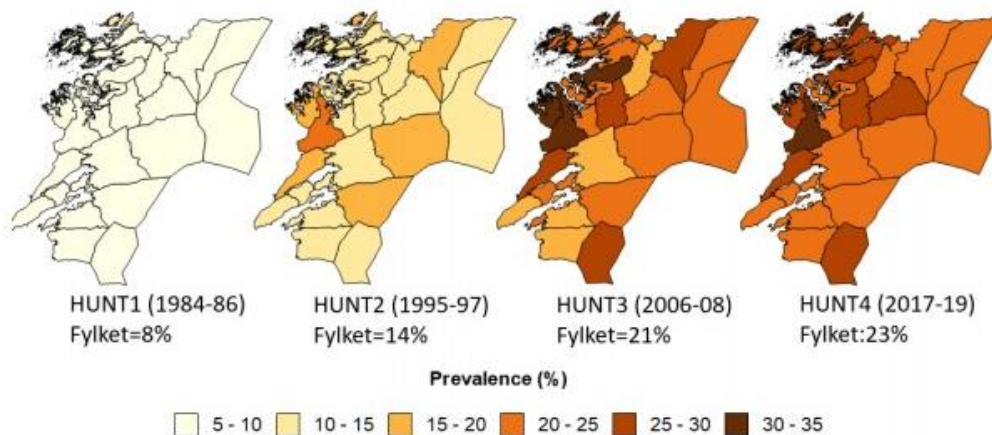 HUNT1 (1984-86)
Fylket=8%
HUNT2 (1995-97)
Fylket=14%
HUNT3 (2006-08)
Fylket=21%
HUNT4 (2017-19)
Fylket:23%
Prevalence (%)
5 - 10
10 - 15
15 - 20
20 - 25
25 - 30
30 - 35